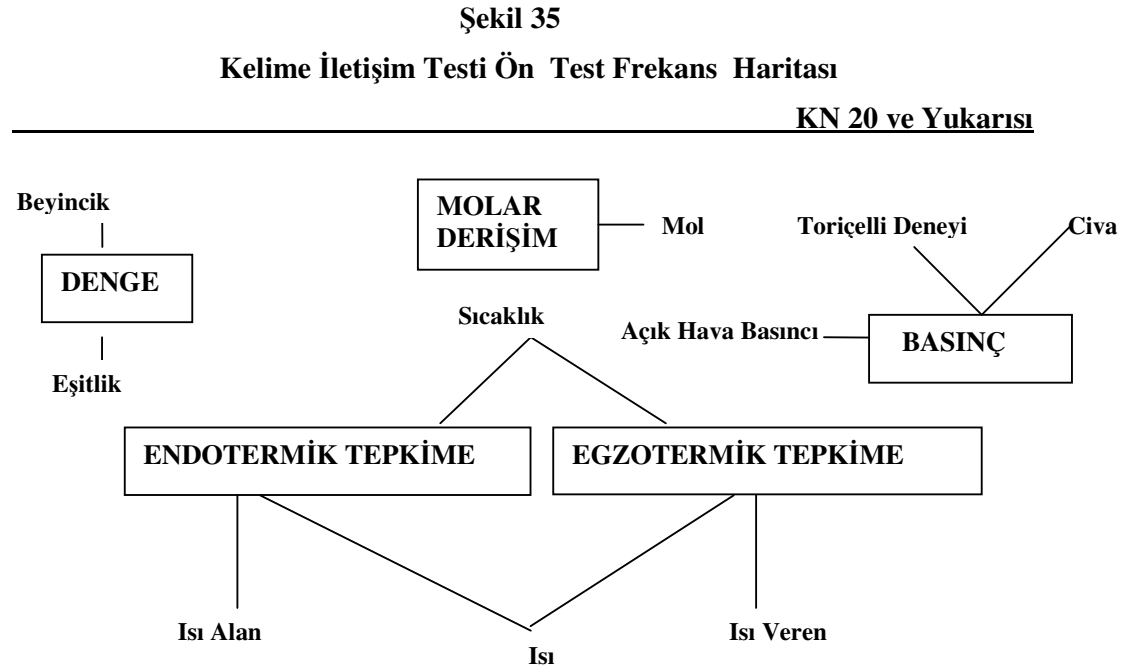 Şekil 35
Kelime İletişim Testi Ön Test Frekans Haritası
KN 20 ve Yukarısı
Beyincik
MOLAR
DERİŞİM
Mol
Toriçelli Deneyi
Civa
DENGE
Sıcaklık
Açık Hava Basıncı
BASINÇ
Eşitlik
ENDOTERMİK TEPKİME
EGZOTERMİK TEPKİME
Isı Alan
Isı Veren
Isı